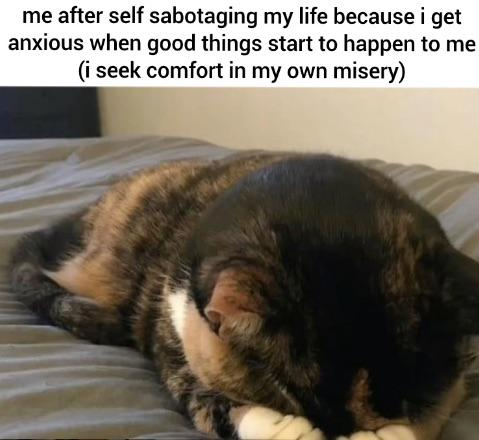 me after self sabotaging my life because i get
anxious when good things start to happen to me
(i seek comfort in my own misery)